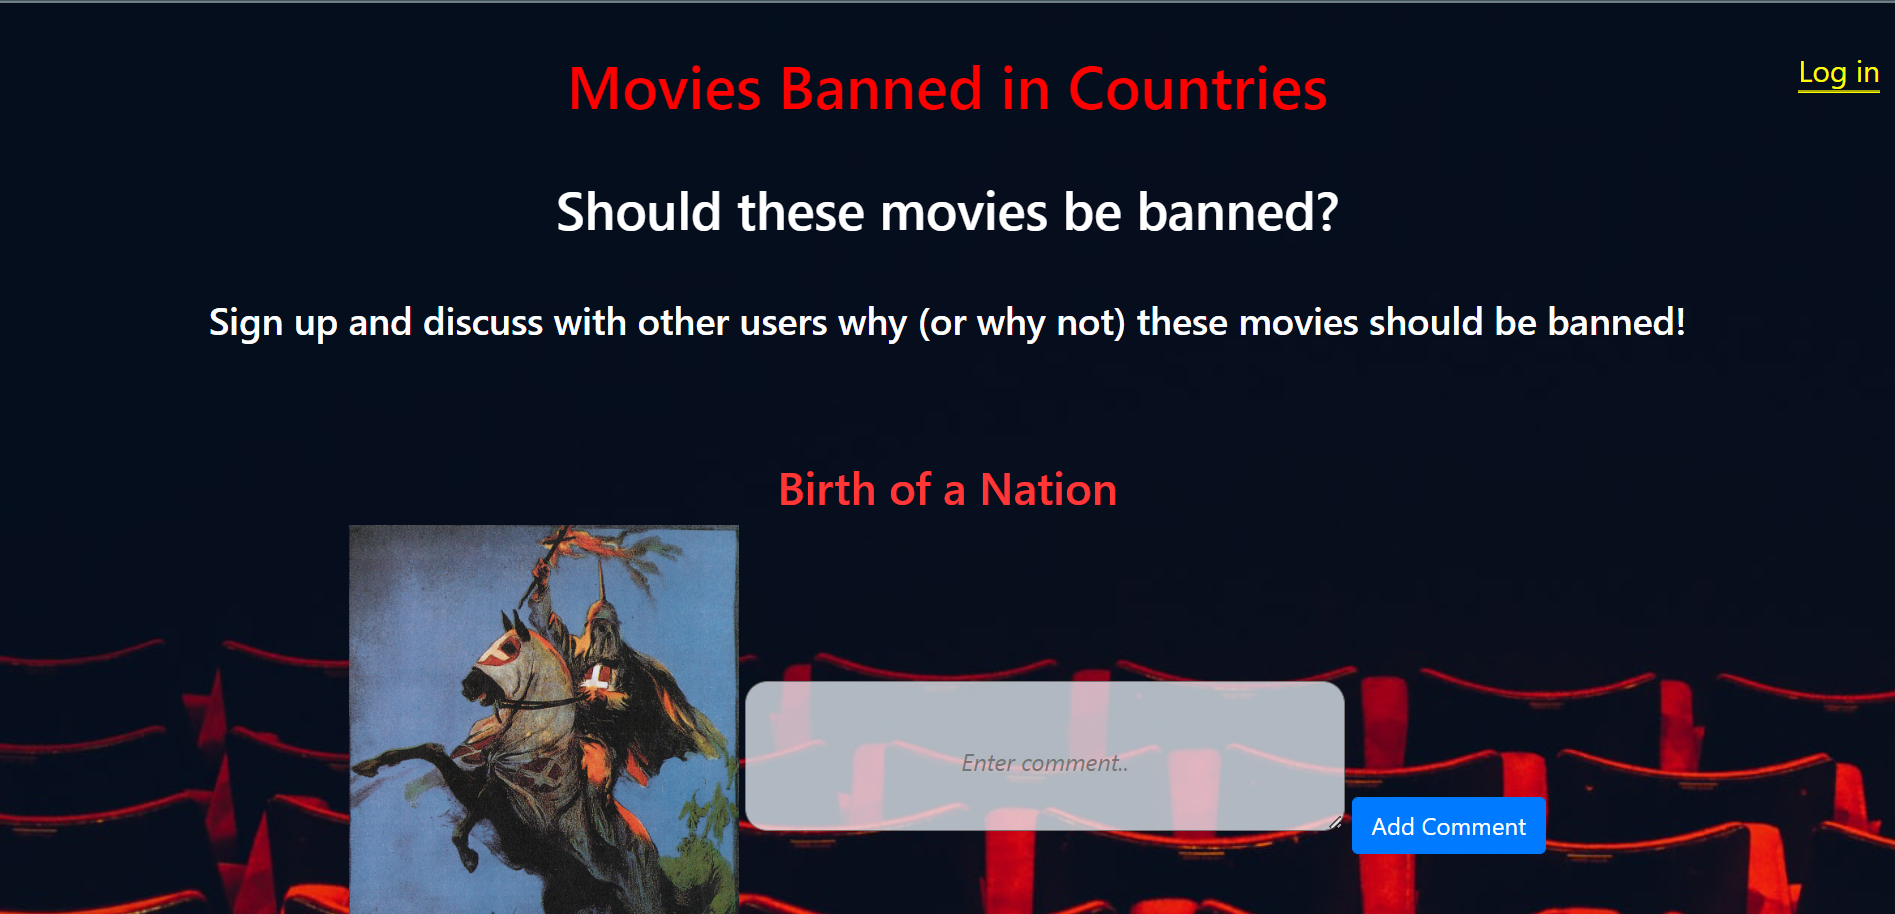 Log in
Movies Banned in Countries
Should these movies be banned?
Sign up and discuss with other users why (or why not) these movies should be banned!
Birth of a Nation
Enter comment..
Add Comment